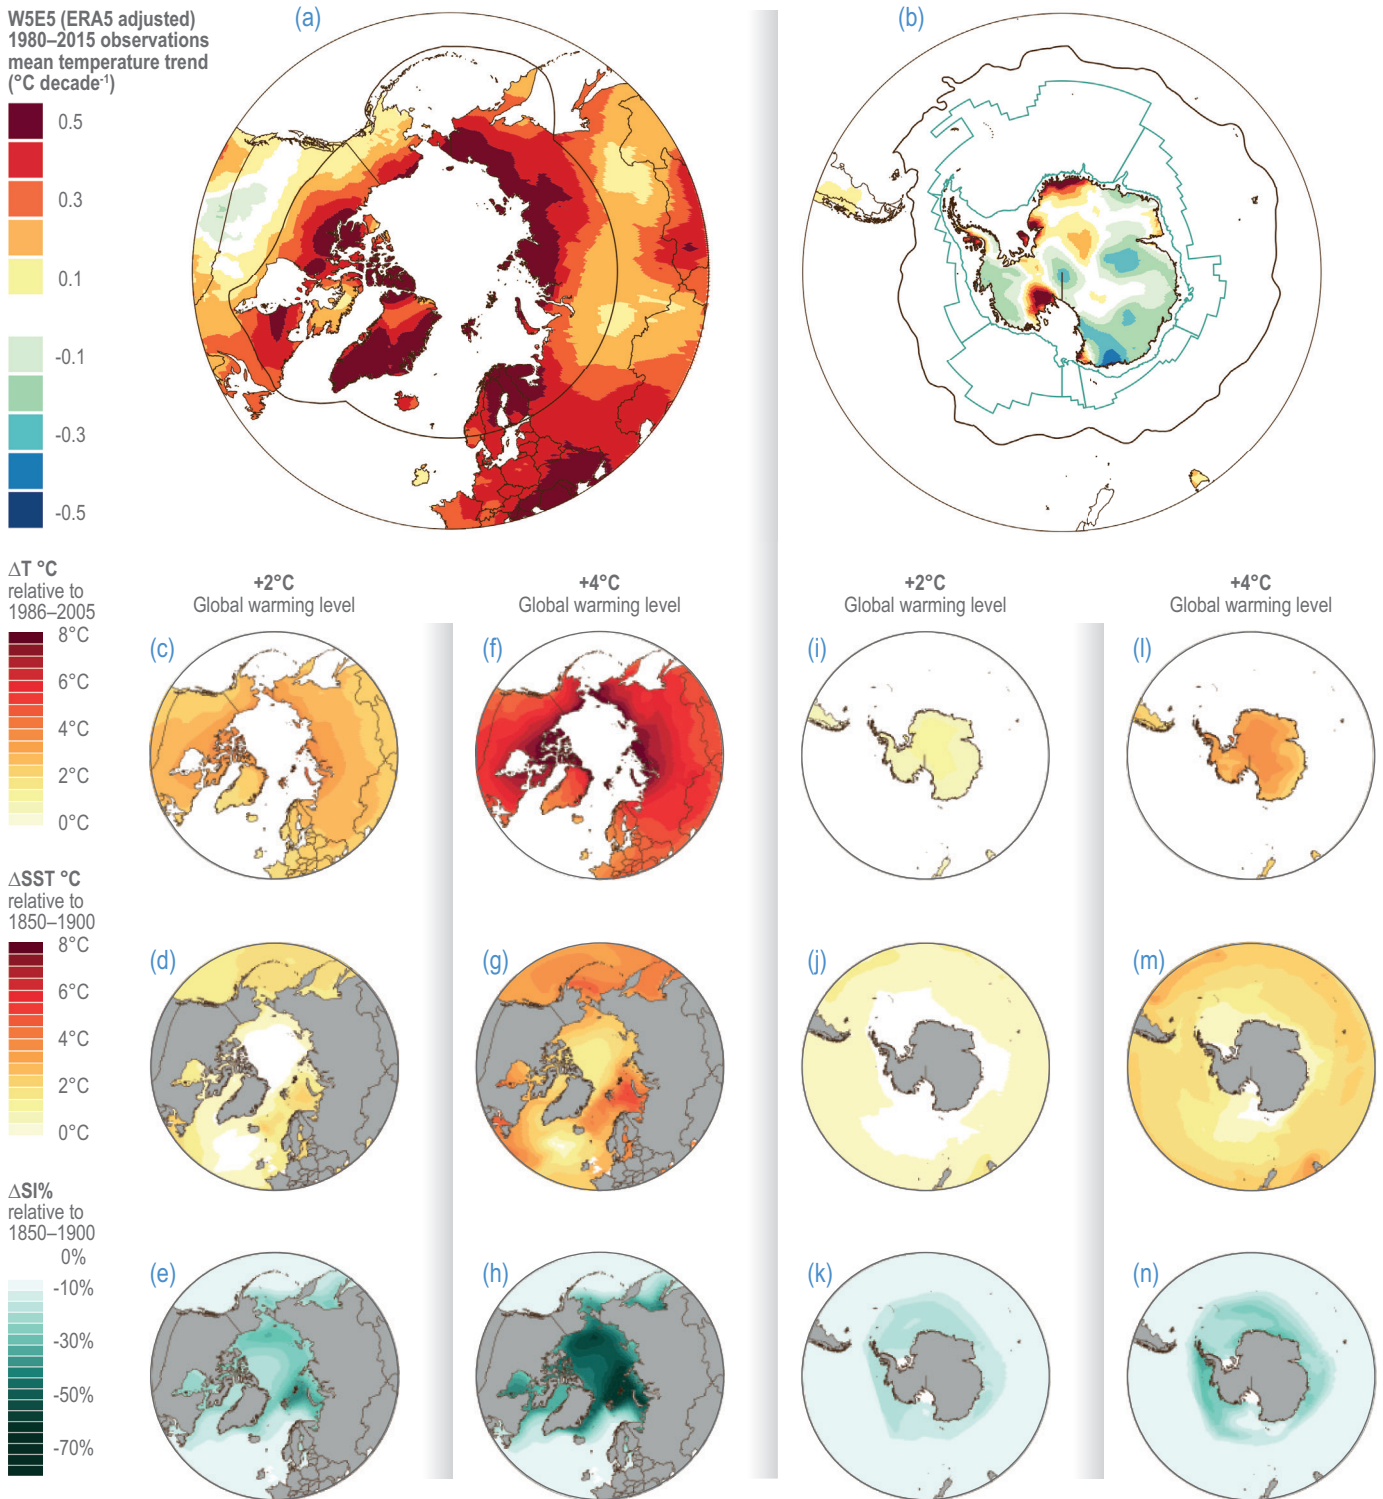 W5E5 (ERA5 adjusted)
1980–2015 observations
mean temperature trend
(°C decade⁻¹)
0.5
0.3
0.1
-0.1
-0.3
-0.5
(a)
(b)
ΔT °C
relative to
1986–2005
8°C
6°C
4°C
2°C
0°C
+2°C
Global warming level
+4°C
Global warming level
+2°C
Global warming level
+4°C
Global warming level
(c)
(f)
(i)
(l)
ΔSST °C
relative to
1850–1900
8°C
6°C
4°C
2°C
0°C
(d)
(g)
(j)
(m)
ΔSI%
relative to
1850–1900
0%
-10%
-30%
-50%
-70%
(e)
(h)
(k)
(n)